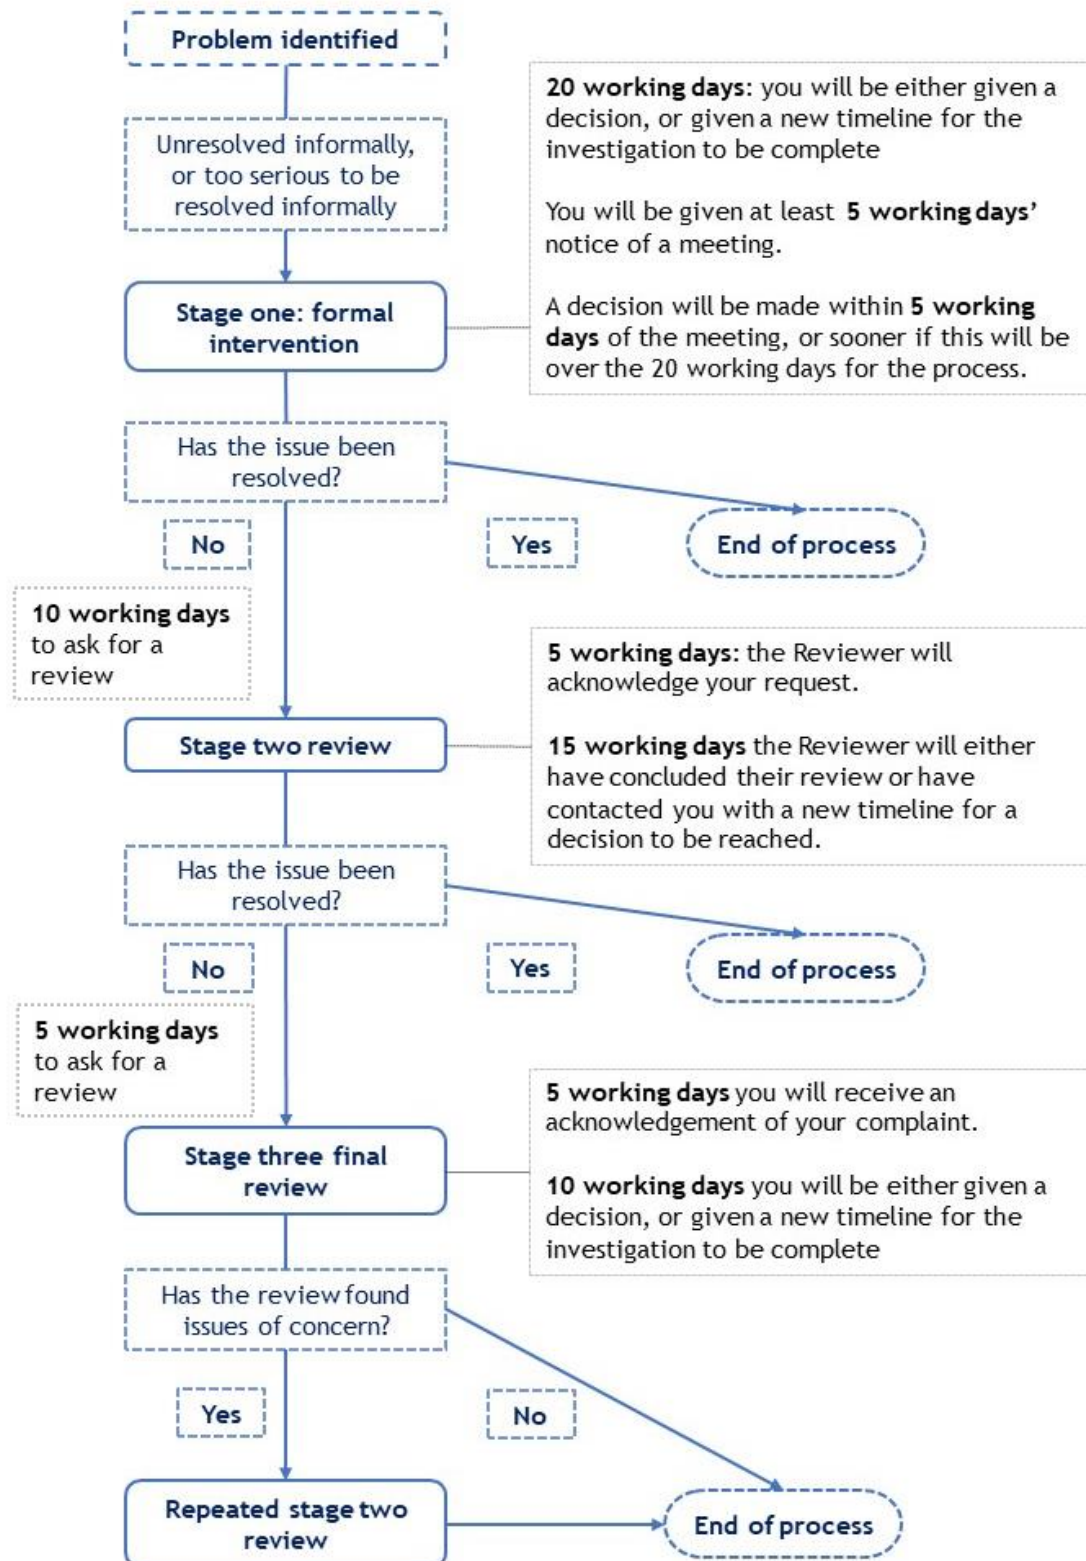 Problem identified
20 working days: you will be either given a
decision, or given a new timeline for the
investigation to be complete
You will be given at least 5 working days’
notice of a meeting.
A decision will be made within 5 working
days of the meeting, or sooner if this will be
over the 20 working days for the process.
Unresolved informally,
or too serious to be
resolved informally
Stage one: formal
intervention
Has the issue been
resolved?
No
Yes
End of process
10 working days
to ask for a
review
5 working days: the Reviewer will
acknowledge your request.
15 working days the Reviewer will either
have concluded their review or have
contacted you with a new timeline for a
decision to be reached.
Stage two review
Has the issue been
resolved?
No
Yes
End of process
5 working days
to ask for a
review
5 working days you will receive an
acknowledgement of your complaint.
10 working days you will be either given a
decision, or given a new timeline for the
investigation to be complete
Stage three final
review
Has the review found
issues of concern?
Yes
No
Repeated stage two
review
End of process